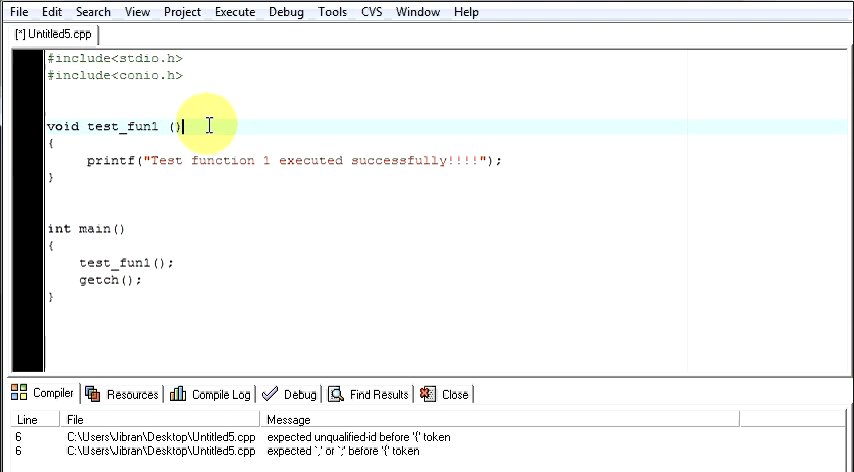 File Edit Search View Project Execute Debug Tools CVS Window Help
[*] Untitled5.cpp
#include<stdio.h>
#include<conio.h>
void test_fun1 ()
{
printf("Test function 1 executed successfully!!!!");
}
int main()
{
test_fun1();
getch();
}
Compiler Resources Compile Log Debug Find Results Close
Line File Message
6 C:\Users\Jibran\Desktop\Untitled5.cpp expected unqualified-id before '{' token
6 C:\Users\Jibran\Desktop\Untitled5.cpp expected `,' or `;' before '{' token